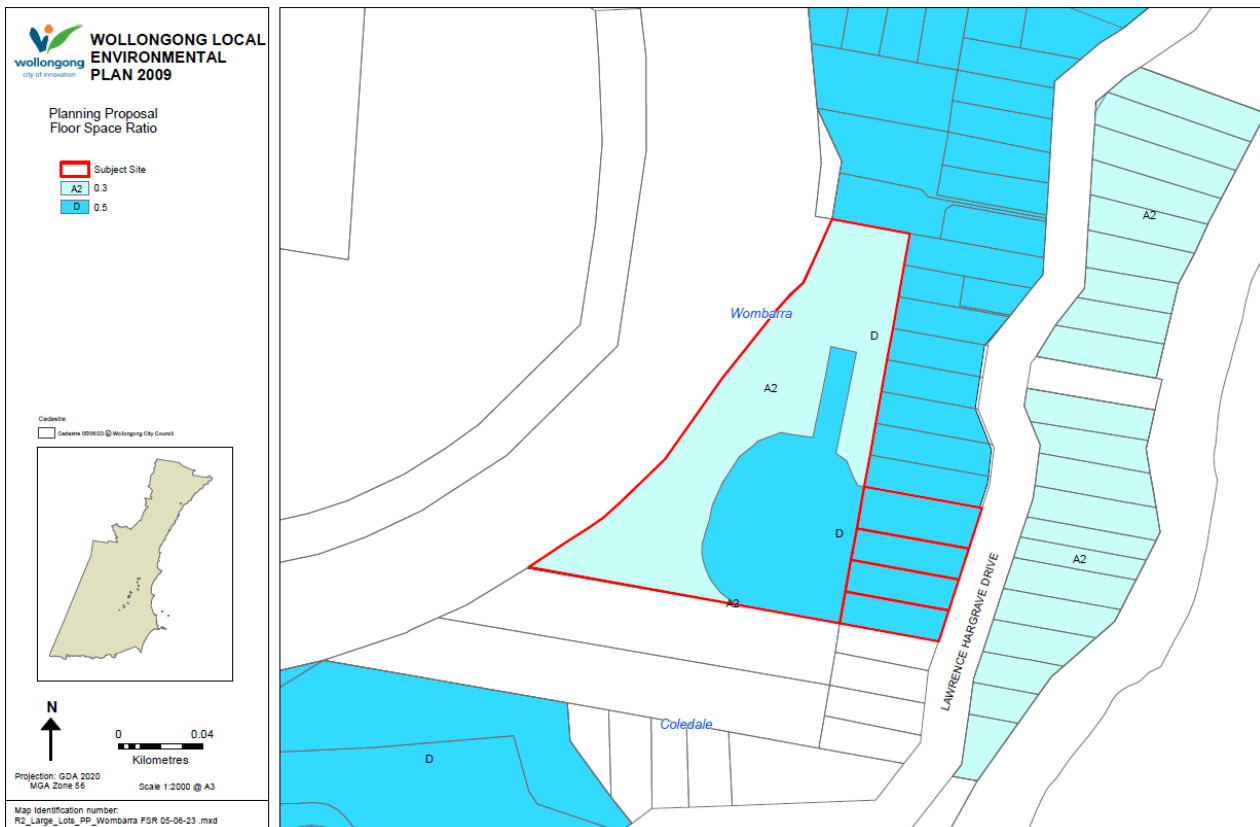 wollongong
city of innovation
WOLLONGONG LOCAL
ENVIRONMENTAL
PLAN 2009
Planning Proposal
Floor Space Ratio
Subject Site
A2 0.3
D 0.5
Cadastre
Cadastre 05/06/23 © Wollongong City Council
N
0 0.04
Kilometres
Projection: GDA 2020
MGA Zone 56
Scale 1:2000 @ A3
Map Identification number:
R2_Large_Lots_PP_Wombarra FSR 05-06-23 .mxd
A2
Wombarra
D
A2
D
A2
A2
LAWRENCE HARGRAVE DRIVE
Coledale
D